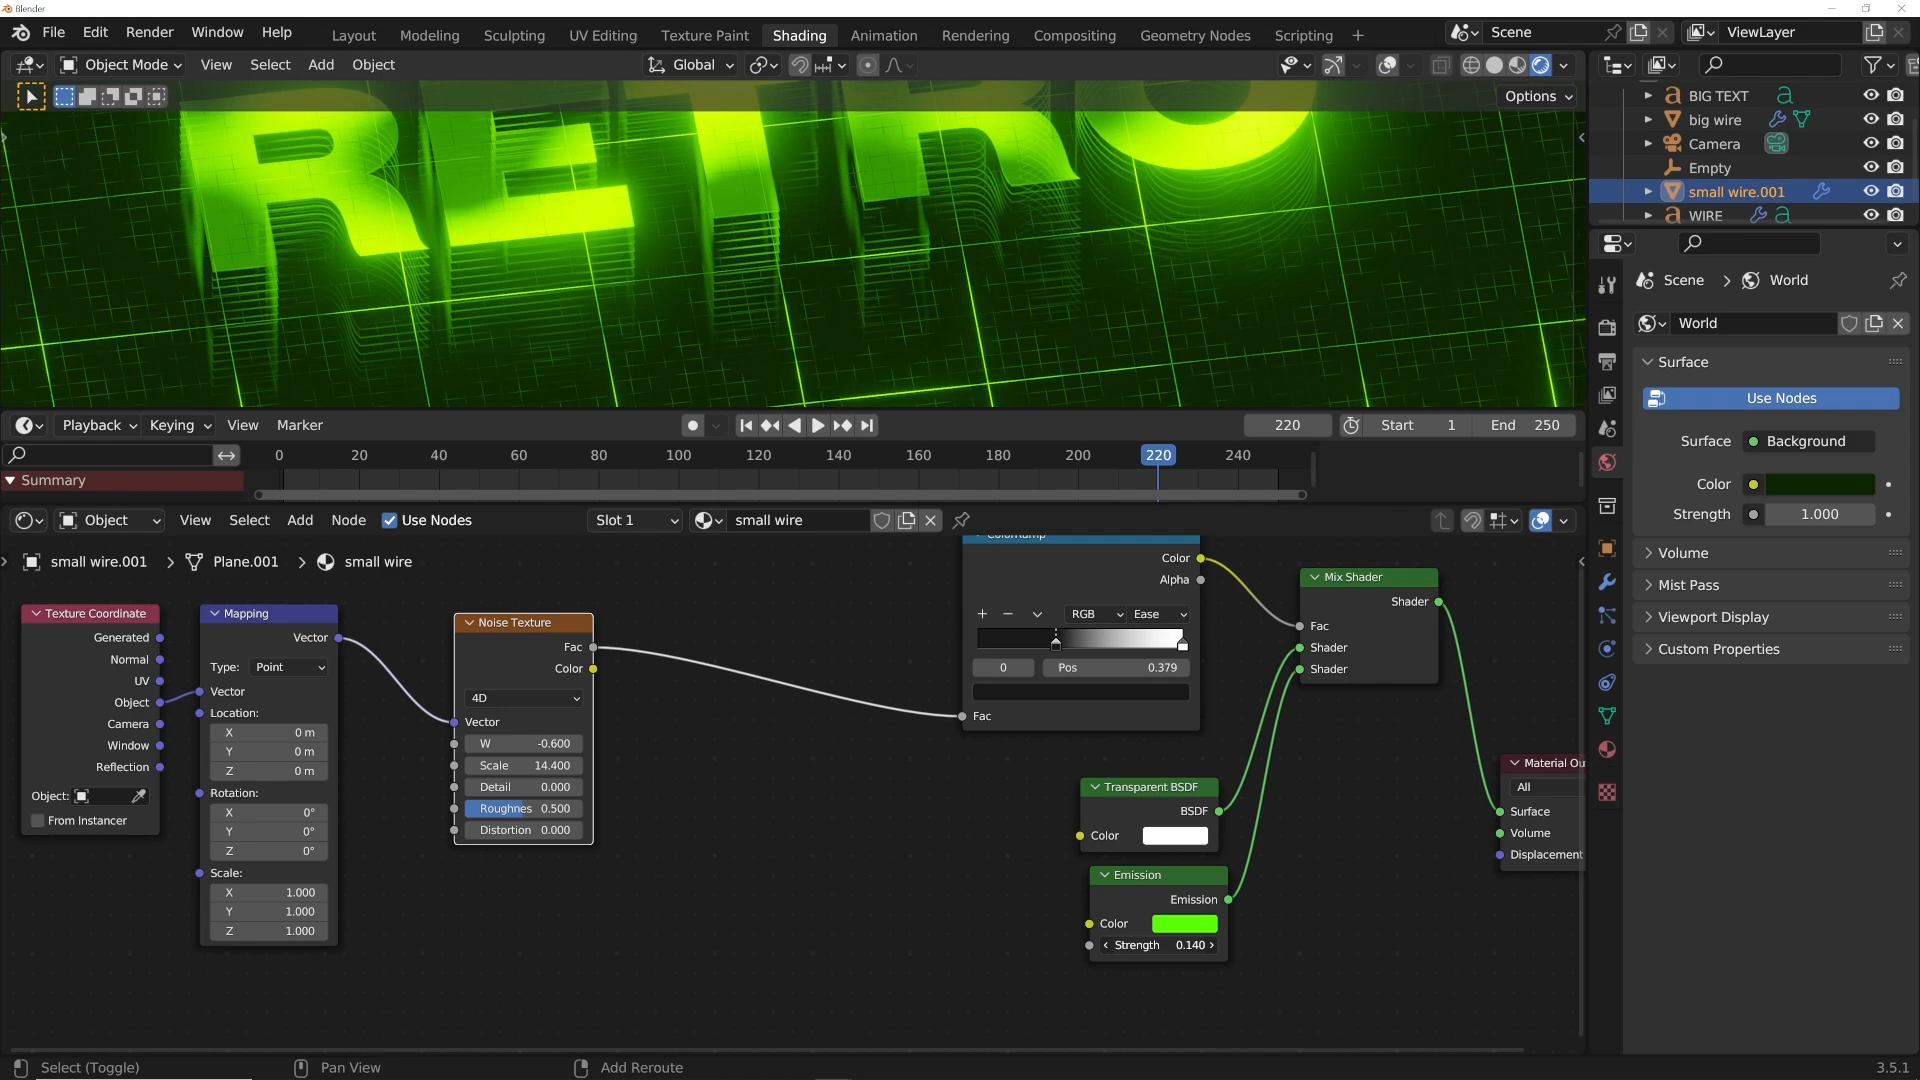 Blender
File Edit Render Window Help Layout Modeling Sculpting UV Editing Texture Paint Shading Animation Rendering Compositing Geometry Nodes Scripting + Scene ViewLayer
Object Mode View Select Add Object Global
Options
RETRO
BIG TEXT
big wire
Camera
Empty
small wire.001
WIRE
Scene > World
World
Surface
Use Nodes
Surface Background
Color
Strength 1.000
Volume
Mist Pass
Viewport Display
Custom Properties
Playback Keying View Marker 220 Start 1 End 250
0 20 40 60 80 100 120 140 160 180 200 220 240
Summary
Object View Select Add Node Use Nodes Slot 1 small wire
small wire.001 > Plane.001 > small wire
Texture Coordinate
Generated
Normal
UV
Object
Camera
Window
Reflection
Object:
From Instancer
Mapping
Vector
Type: Point
Vector
Location:
X 0 m
Y 0 m
Z 0 m
Rotation:
X 0°
Y 0°
Z 0°
Scale:
X 1.000
Y 1.000
Z 1.000
Noise Texture
Fac
Color
4D
Vector
W -0.600
Scale 14.400
Detail 0.000
Roughnes 0.500
Distortion 0.000
ColorRamp
Color
Alpha
+ − RGB Ease
0 Pos 0.379
Fac
Mix Shader
Shader
Fac
Shader
Shader
Transparent BSDF
BSDF
Color
Emission
Emission
Color
Strength 0.140
Material Ou
All
Surface
Volume
Displacement
Select (Toggle) Pan View Add Reroute 3.5.1